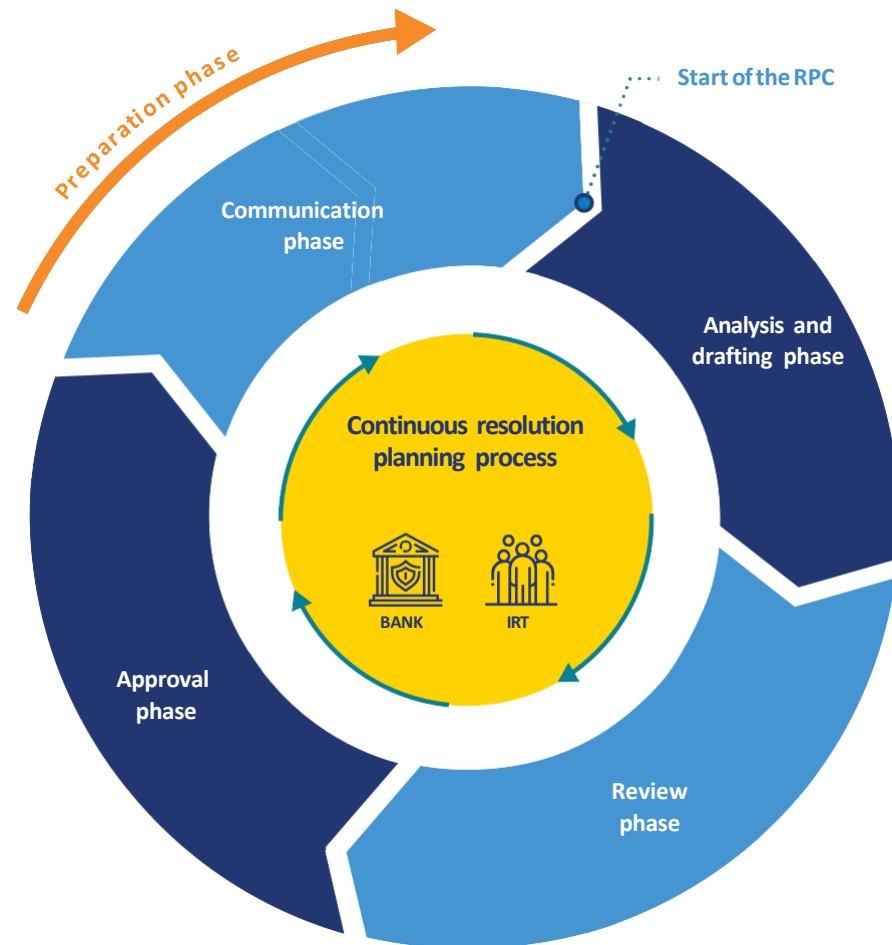 Preparation phase
Start of the RPC
Communication
phase
Analysis and
drafting phase
Continuous resolution
planning process
BANK
IRT
Approval
phase
Review
phase